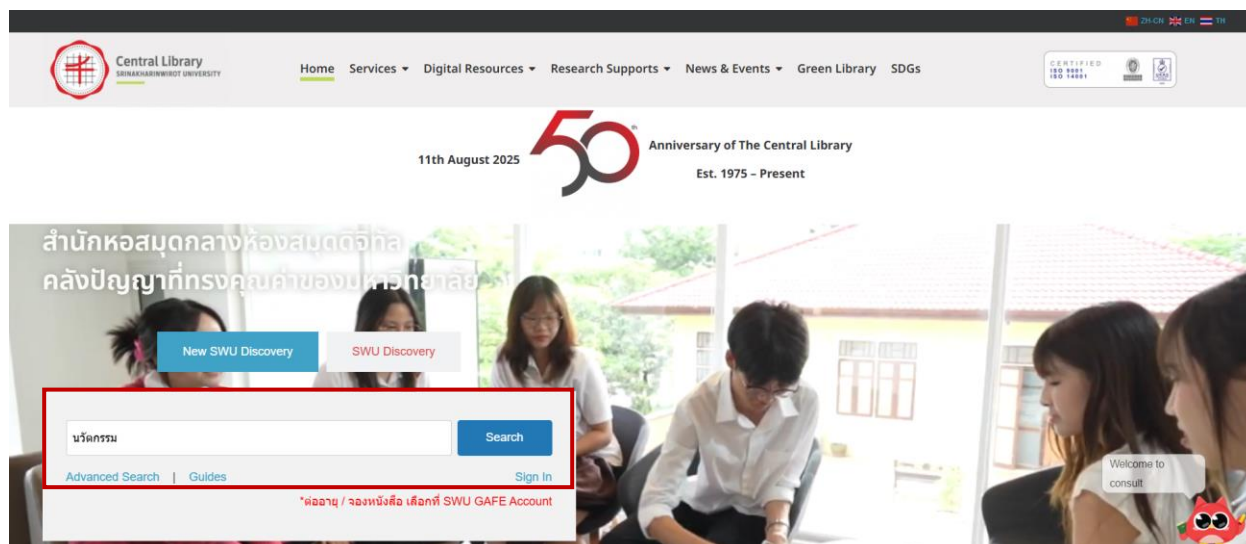 ZH-CN EN TH
Central Library
SRINAKHARINWIROT UNIVERSITY
Home Services Digital Resources Research Supports News & Events Green Library SDGs
CERTIFIED
ISO 9001
ISO 14001
11th August 2025
50th
Anniversary of The Central Library
Est. 1975 – Present
สำนักหอสมุดกลางห้องสมุดดิจิทัล
คลังปัญญาที่ทรงคุณค่าของมหาวิทยาลัย
New SWU Discovery SWU Discovery
นวัตกรรม Search
Advanced Search | Guides Sign In
*ต่ออายุ / จองหนังสือ เลือกที่ SWU GAFE Account
Welcome to
consult